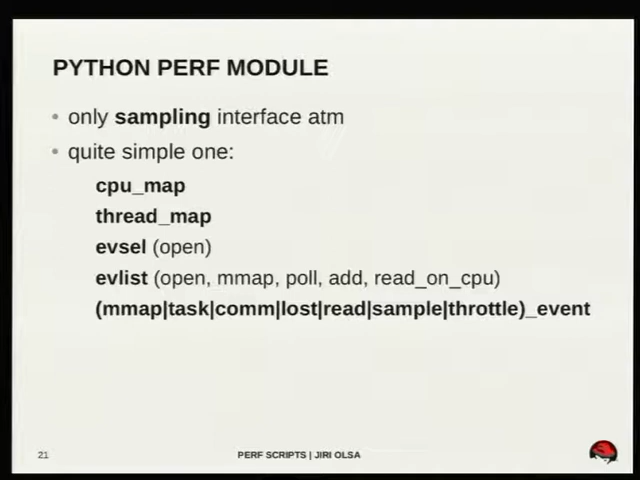 PYTHON PERF MODULE
• only sampling interface atm
• quite simple one:
cpu_map
thread_map
evsel (open)
evlist (open, mmap, poll, add, read_on_cpu)
(mmap|task|comm|lost|read|sample|throttle)_event
21
PERF SCRIPTS | JIRI OLSA